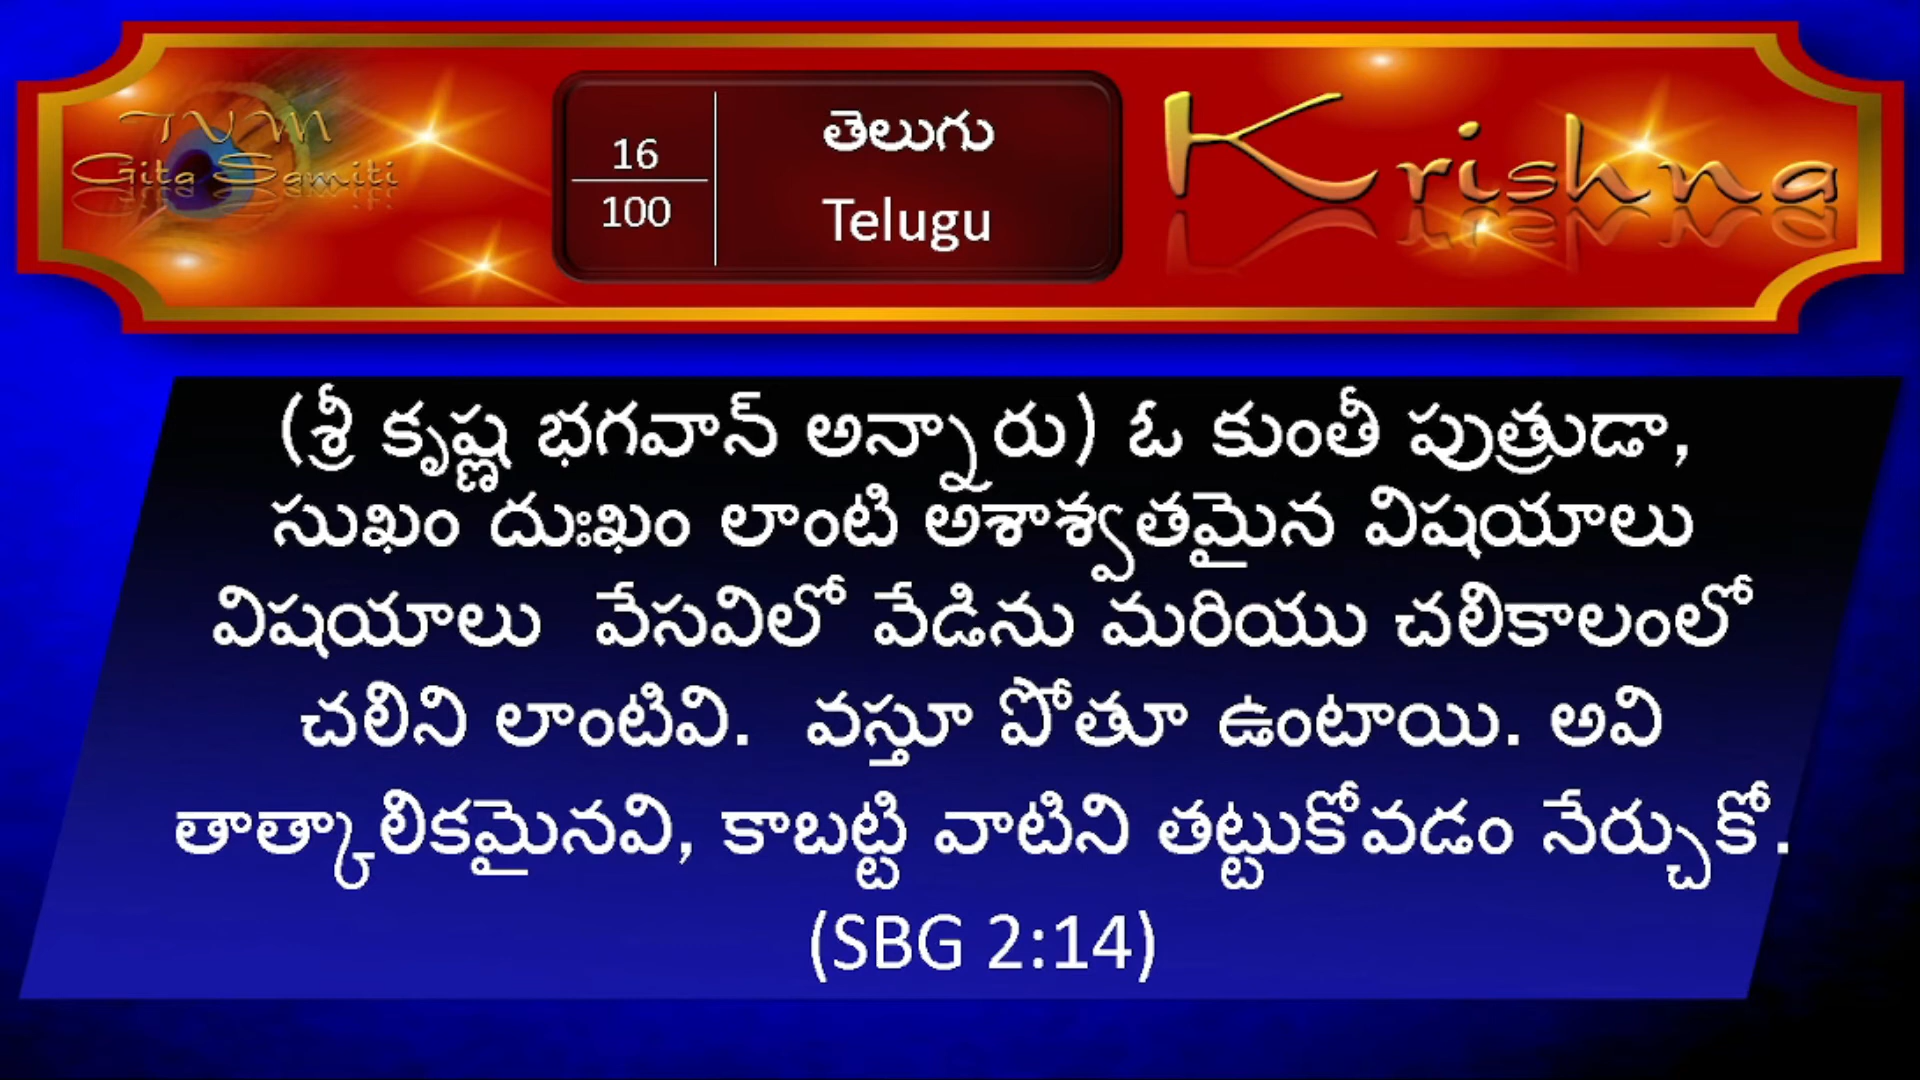 TVM
Gita Samiti
16
100
తెలుగు
Telugu
Krishna
(శ్రీ కృష్ణ భగవాన్ అన్నారు) ఓ కుంతీ పుత్రుడా,
సుఖం దుఃఖం లాంటి అశాశ్వతమైన విషయాలు
విషయాలు  వేసవిలో వేడిను మరియు చలికాలంలో
చలిని లాంటివి.  వస్తూ పోతూ ఉంటాయి. అవి
తాత్కాలికమైనవి, కాబట్టి వాటిని తట్టుకోవడం నేర్చుకో.
(SBG 2:14)